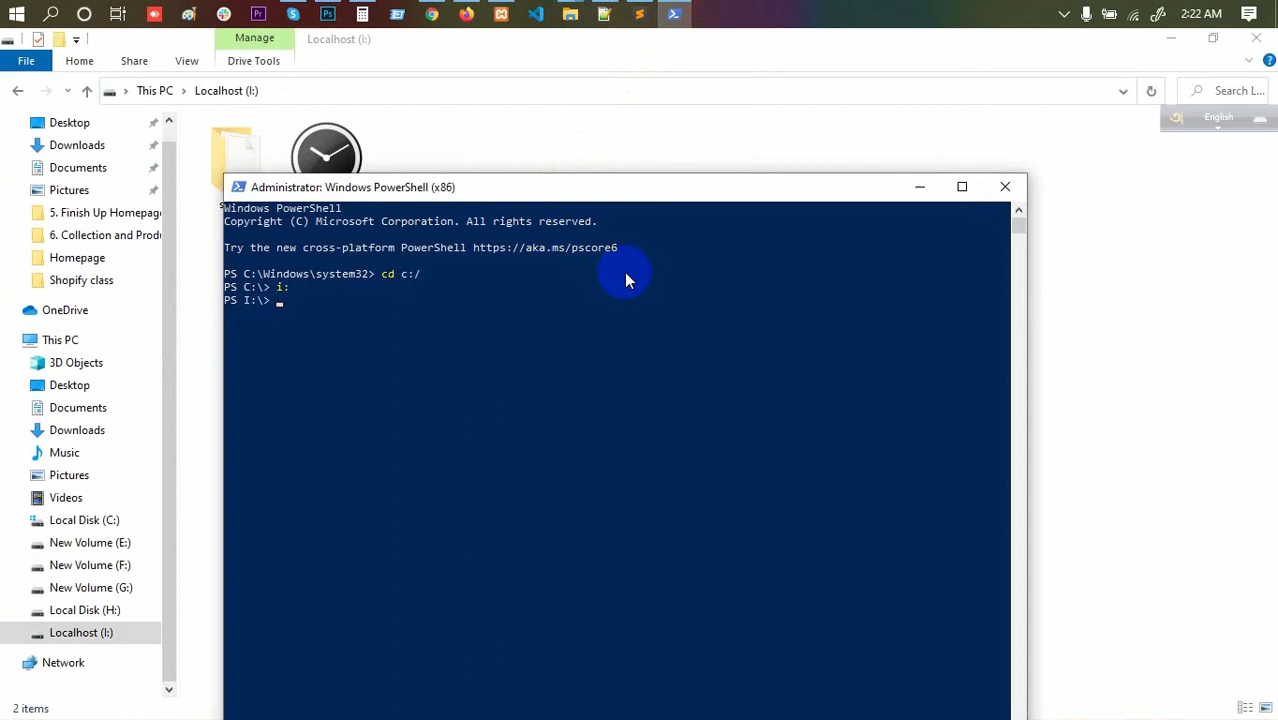 2:22 AM
Manage
Localhost (I:)
File
Home
Share
View
Drive Tools
This PC
Localhost (I:)
Search L...
English
Desktop
Downloads
Documents
Pictures
5. Finish Up Homepa
6. Collection and Prod
Homepage
Shopify class
OneDrive
This PC
3D Objects
Desktop
Documents
Downloads
Music
Pictures
Videos
Local Disk (C:)
New Volume (E:)
New Volume (F:)
New Volume (G:)
Local Disk (H:)
Localhost (I:)
Network
2 items
Administrator: Windows PowerShell (x86)
Windows PowerShell
Copyright (C) Microsoft Corporation. All rights reserved.
Try the new cross-platform PowerShell https://aka.ms/pscore6
PS C:\Windows\system32> cd c:/
PS C:\> i:
PS I:\>